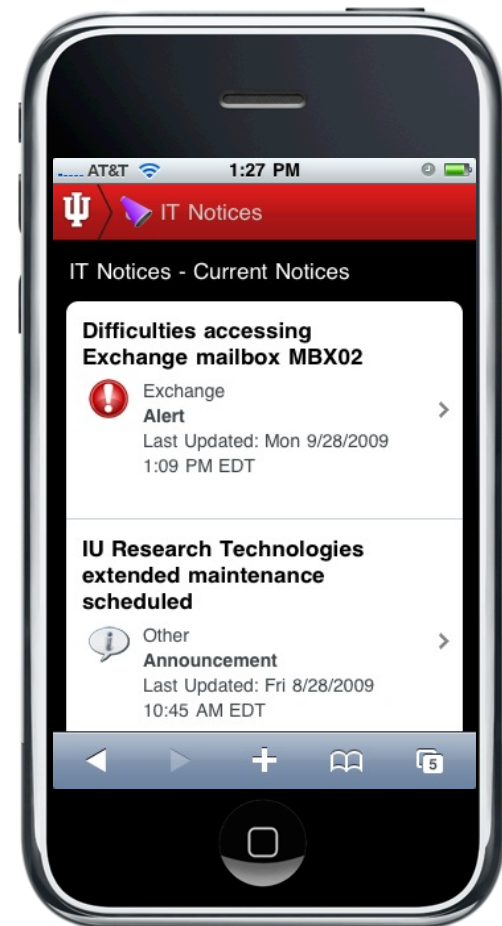 AT&T 1:27 PM
IT Notices
IT Notices - Current Notices
Difficulties accessing
Exchange mailbox MBX02
Exchange
Alert
Last Updated: Mon 9/28/2009
1:09 PM EDT
IU Research Technologies
extended maintenance
scheduled
Other
Announcement
Last Updated: Fri 8/28/2009
10:45 AM EDT
5